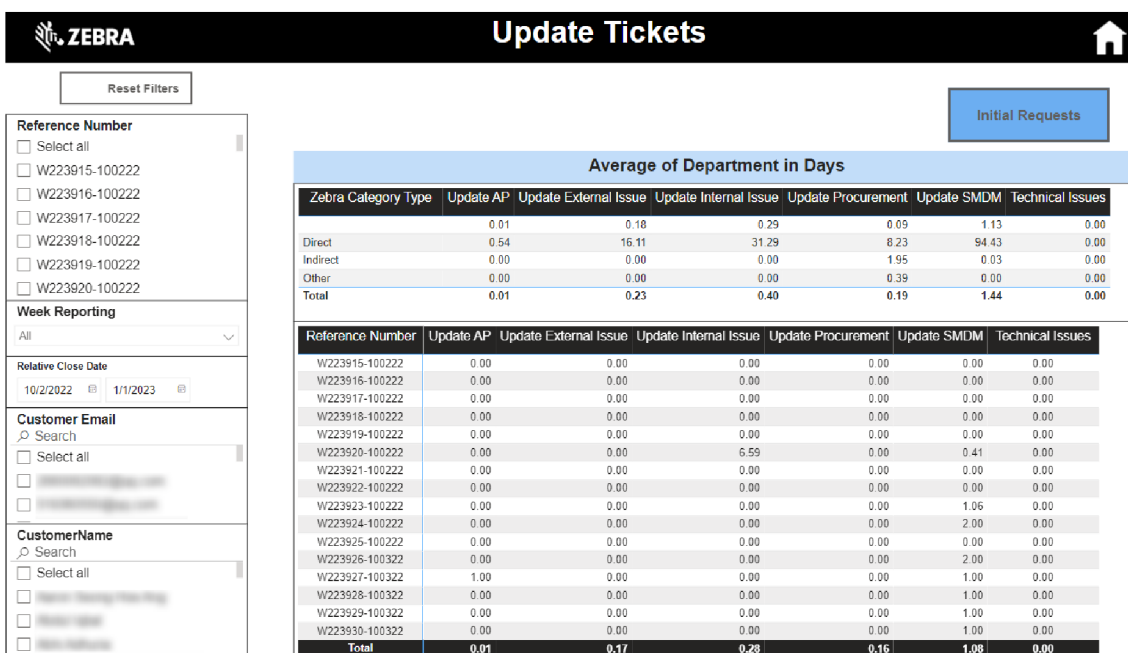 ZEBRA
Update Tickets
Reset Filters
Initial Requests
Reference Number
Select all
W223915-100222
W223916-100222
W223917-100222
W223918-100222
W223919-100222
W223920-100222
Week Reporting
All
Relative Close Date
10/2/2022 1/1/2023
Customer Email
Search
Select all
CustomerName
Search
Select all
Average of Department in Days
Zebra Category Type Update AP Update External Issue Update Internal Issue Update Procurement Update SMDM Technical Issues
0.01 0.18 0.29 0.09 1.13 0.00
Direct 0.54 16.11 31.29 8.23 94.43 0.00
Indirect 0.00 0.00 0.00 1.95 0.03 0.00
Other 0.00 0.00 0.00 0.39 0.00 0.00
Total 0.01 0.23 0.40 0.19 1.44 0.00
Reference Number Update AP Update External Issue Update Internal Issue Update Procurement Update SMDM Technical Issues
W223915-100222 0.00 0.00 0.00 0.00 0.00 0.00
W223916-100222 0.00 0.00 0.00 0.00 0.00 0.00
W223917-100222 0.00 0.00 0.00 0.00 0.00 0.00
W223918-100222 0.00 0.00 0.00 0.00 0.00 0.00
W223919-100222 0.00 0.00 0.00 0.00 0.00 0.00
W223920-100222 0.00 0.00 6.59 0.00 0.41 0.00
W223921-100222 0.00 0.00 0.00 0.00 0.00 0.00
W223922-100222 0.00 0.00 0.00 0.00 0.00 0.00
W223923-100222 0.00 0.00 0.00 0.00 1.06 0.00
W223924-100222 0.00 0.00 0.00 0.00 2.00 0.00
W223925-100222 0.00 0.00 0.00 0.00 0.00 0.00
W223926-100322 0.00 0.00 0.00 0.00 2.00 0.00
W223927-100322 1.00 0.00 0.00 0.00 1.00 0.00
W223928-100322 0.00 0.00 0.00 0.00 1.00 0.00
W223929-100322 0.00 0.00 0.00 0.00 1.00 0.00
W223930-100322 0.00 0.00 0.00 0.00 1.00 0.00
Total 0.01 0.17 0.28 0.16 1.08 0.00